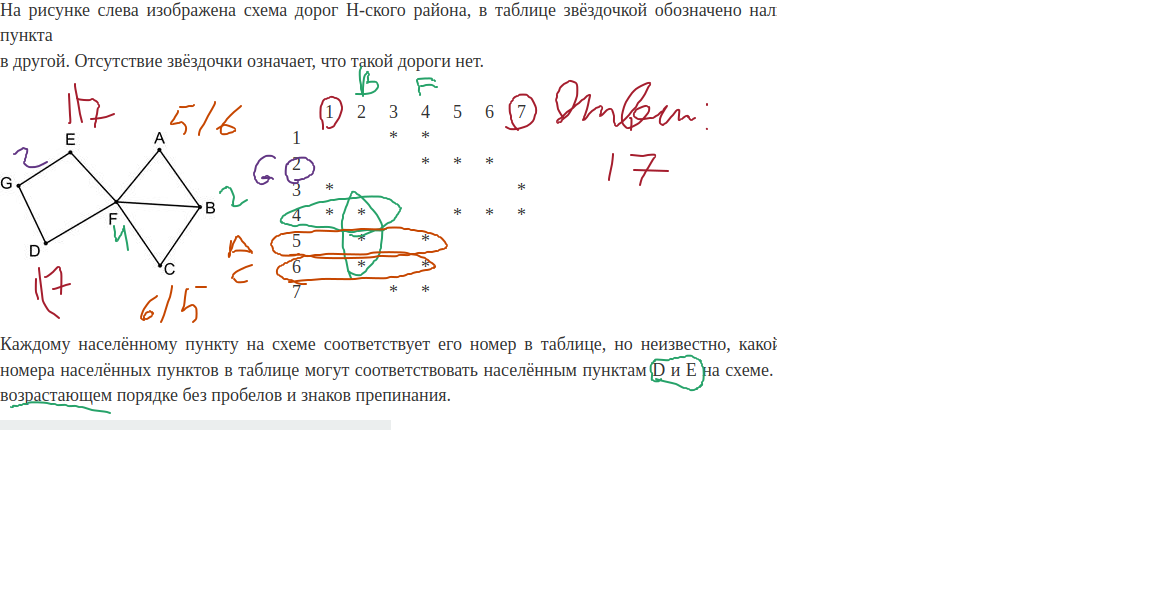 На рисунке слева изображена схема дорог Н-ского района, в таблице звёздочкой обозначено нал
пункта
в другой. Отсутствие звёздочки означает, что такой дороги нет.
B F
1 2 3 4 5 6 7
Ответ:
17
17
5/6
E
A
2
G
B
2
F
4
D
C
17
6/5
1 * *
G 2 * * *
3 * *
4 * * * * *
A 5 * *
C 6 * *
7 * *
Каждому населённому пункту на схеме соответствует его номер в таблице, но неизвестно, какой
номера населённых пунктов в таблице могут соответствовать населённым пунктам D и E на схеме.
возрастающем порядке без пробелов и знаков препинания.